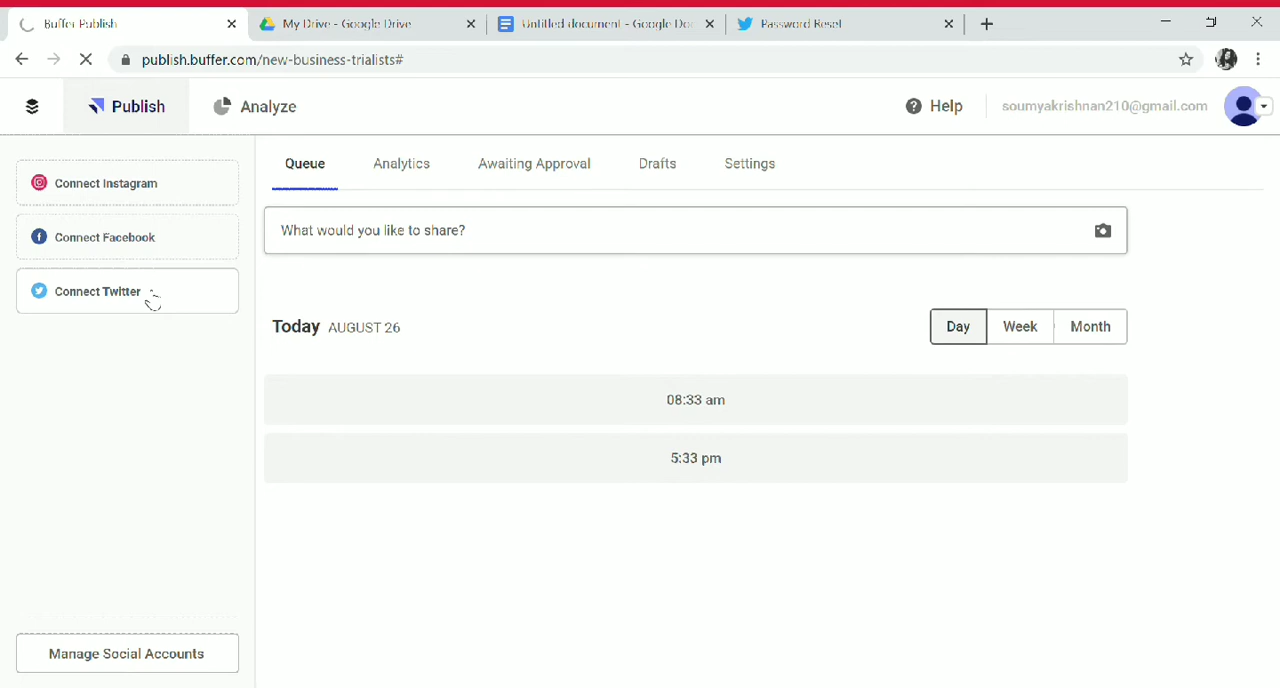 Buffer Publish
My Drive - Google Drive
Untitled document - Google Doc
Password Reset
publish.buffer.com/new-business-trialists#
Publish
Analyze
Help
soumyakrishnan210@gmail.com
Connect Instagram
Connect Facebook
Connect Twitter
Manage Social Accounts
Queue
Analytics
Awaiting Approval
Drafts
Settings
What would you like to share?
Today AUGUST 26
Day
Week
Month
08:33 am
5:33 pm